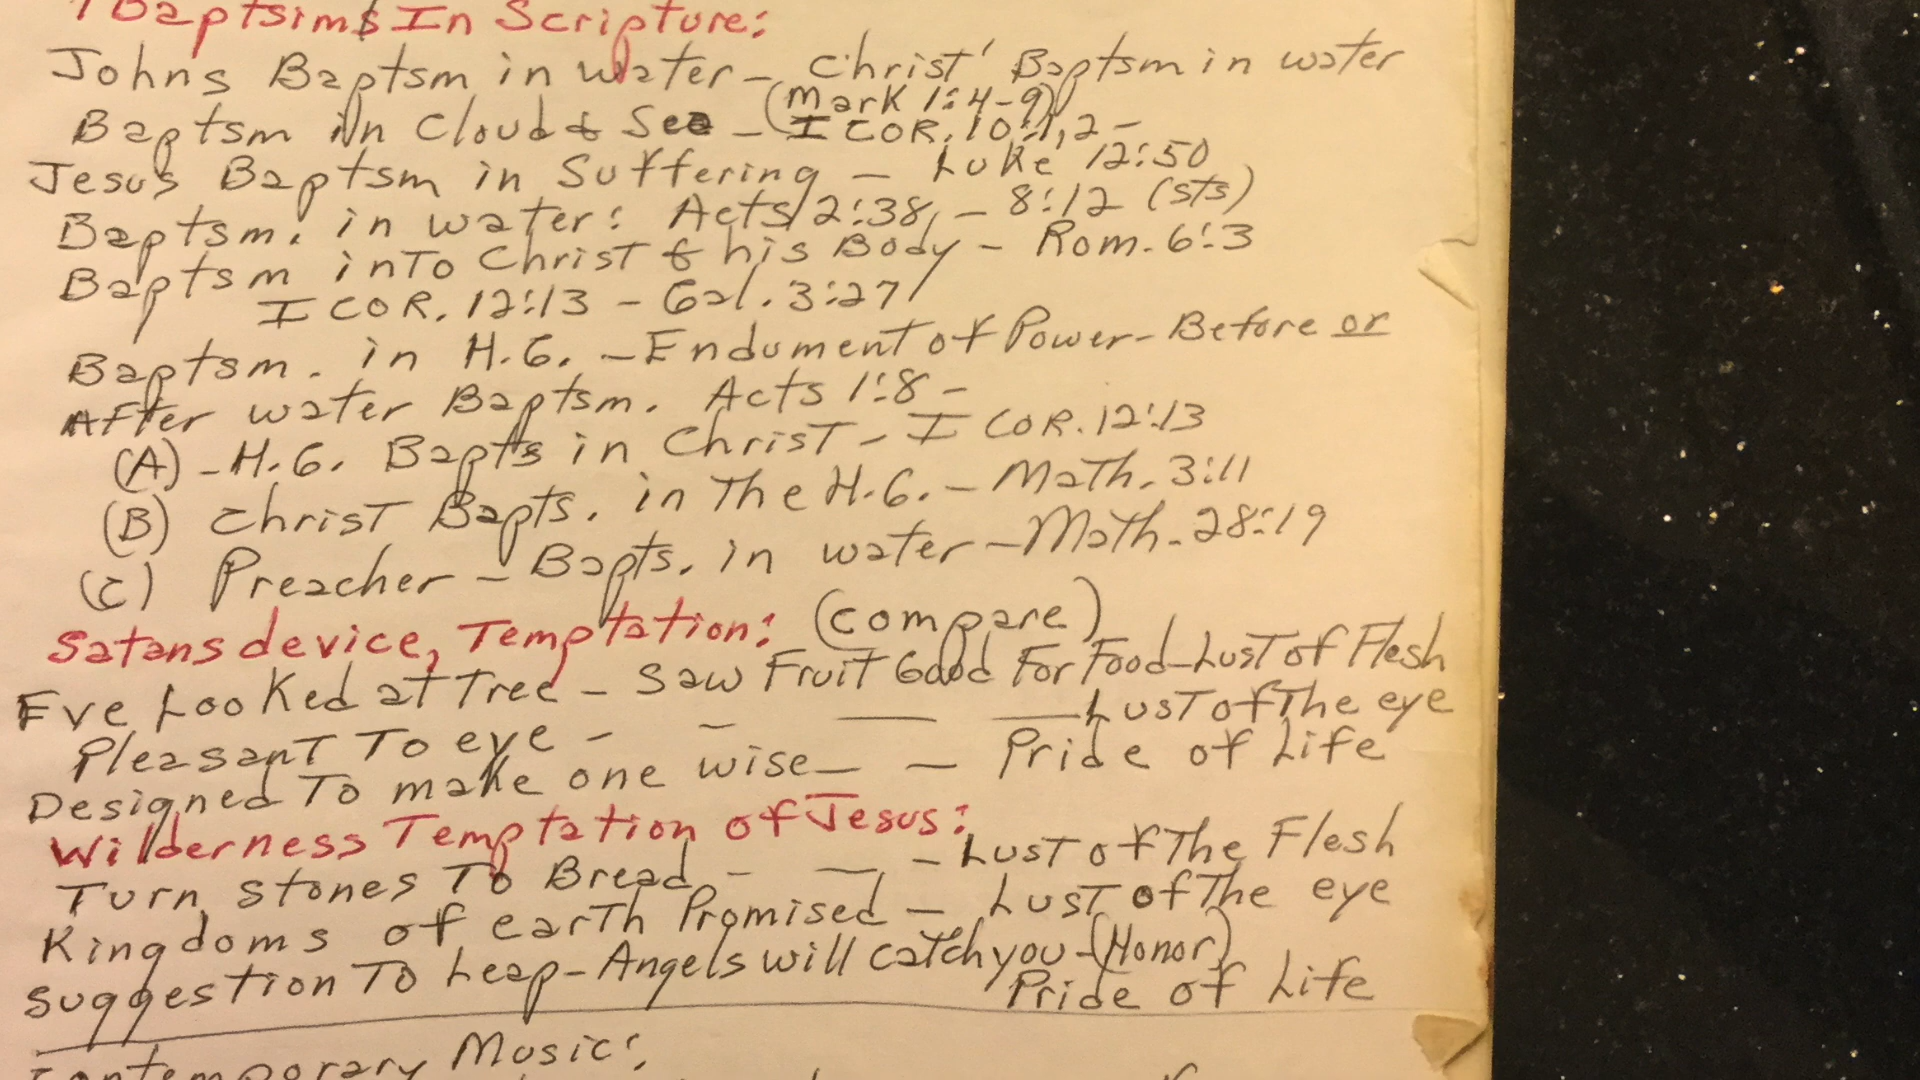 7 Baptsims In Scripture:
Johns Baptsm in water - Christ' Baptsm in water
(Mark 1:4-9)
Baptsm in Cloud & Sea - I COR. 10:1,2 -
Jesus Baptsm in Suffering - Luke 12:50
Baptsm. in water: Acts 2:38, - 8:12 (sts)
Baptsm into Christ & his Body - Rom. 6:3
I COR. 12:13 - Gal. 3:27
Baptsm. in H.G. - Endument of Power - Before or
After water Baptsm. Acts 1:8 -
(A) - H.G. Bapts in Christ - I COR. 12:13
(B) Christ Bapts. in The H.G. - Math. 3:11
(C) Preacher - Bapts. in water - Math. 28:19
Satans device, Temptation: (compare)
Eve Looked at Tree - Saw Fruit Good For Food - Lust of Flesh
Pleasant To eye - - — — Lust of The eye
Designed To make one wise - - Pride of Life
Wilderness Temptation of Jesus:
Turn stones To Bread - — - Lust of The Flesh
Kingdoms of earth Promised - Lust of The eye
Suggestion To Leap - Angels will catch you - (Honor)
Pride of Life
Contemporary Music: